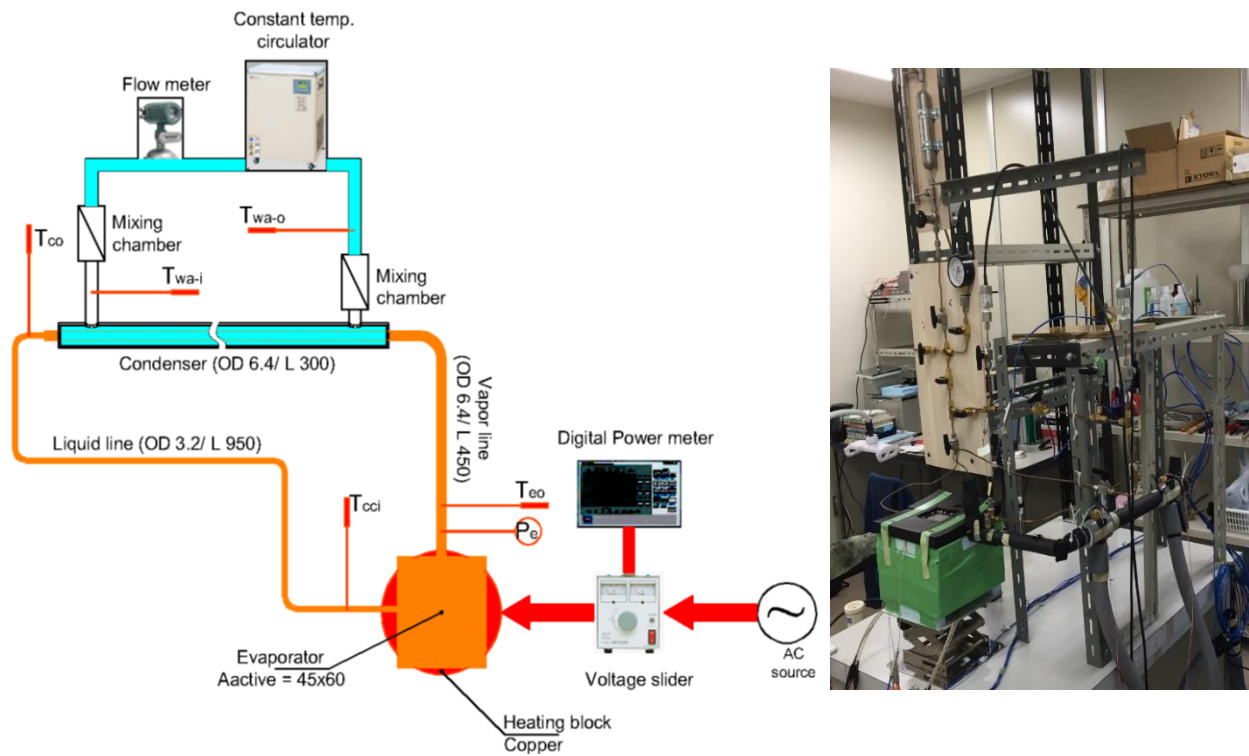 Constant temp.
circulator
Flow meter
Mixing
chamber
Twa-o
Tco
Twa-i
Mixing
chamber
Condenser (OD 6.4/ L 300)
Vapor line
(OD 6.4/ L 450)
Liquid line (OD 3.2/ L 950)
Digital Power meter
Tcci
Teo
Pe
Evaporator
Aactive = 45x60
Voltage slider
AC
source
Heating block
Copper
KYOWA